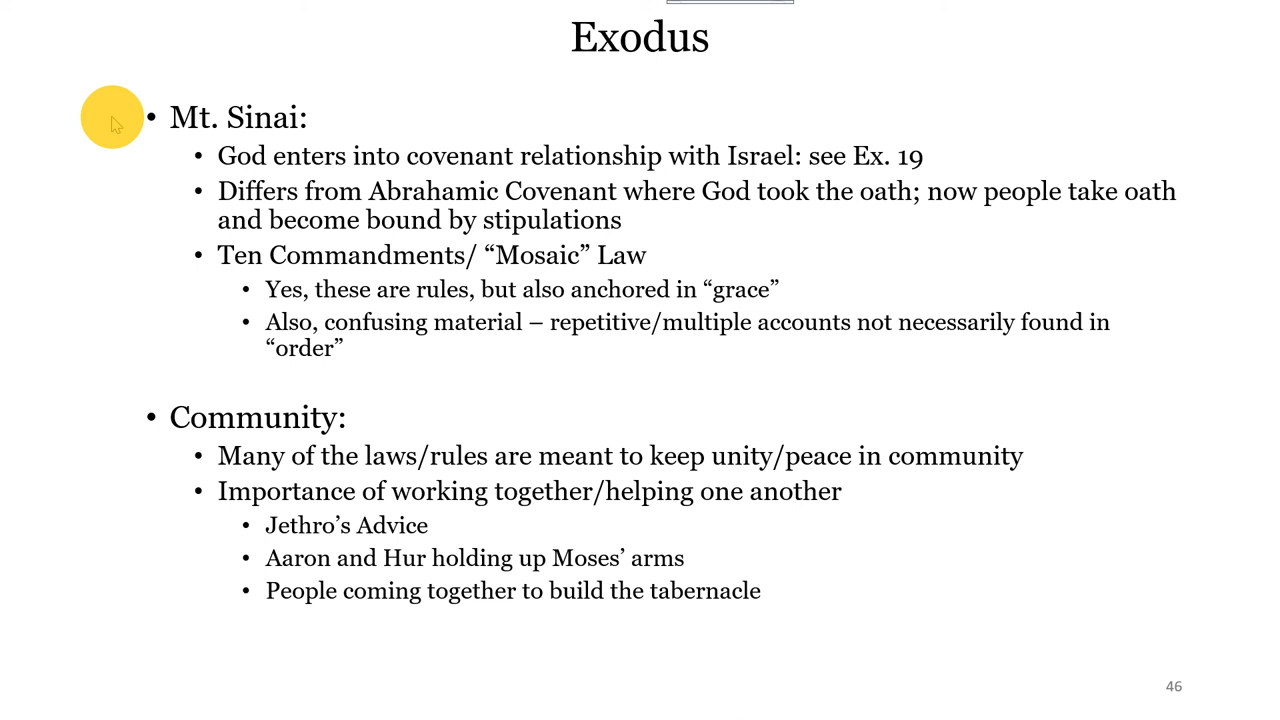 Exodus
• Mt. Sinai:
• God enters into covenant relationship with Israel: see Ex. 19
• Differs from Abrahamic Covenant where God took the oath; now people take oath
and become bound by stipulations
• Ten Commandments/ “Mosaic” Law
• Yes, these are rules, but also anchored in “grace”
• Also, confusing material – repetitive/multiple accounts not necessarily found in
“order”
• Community:
• Many of the laws/rules are meant to keep unity/peace in community
• Importance of working together/helping one another
• Jethro’s Advice
• Aaron and Hur holding up Moses’ arms
• People coming together to build the tabernacle
46